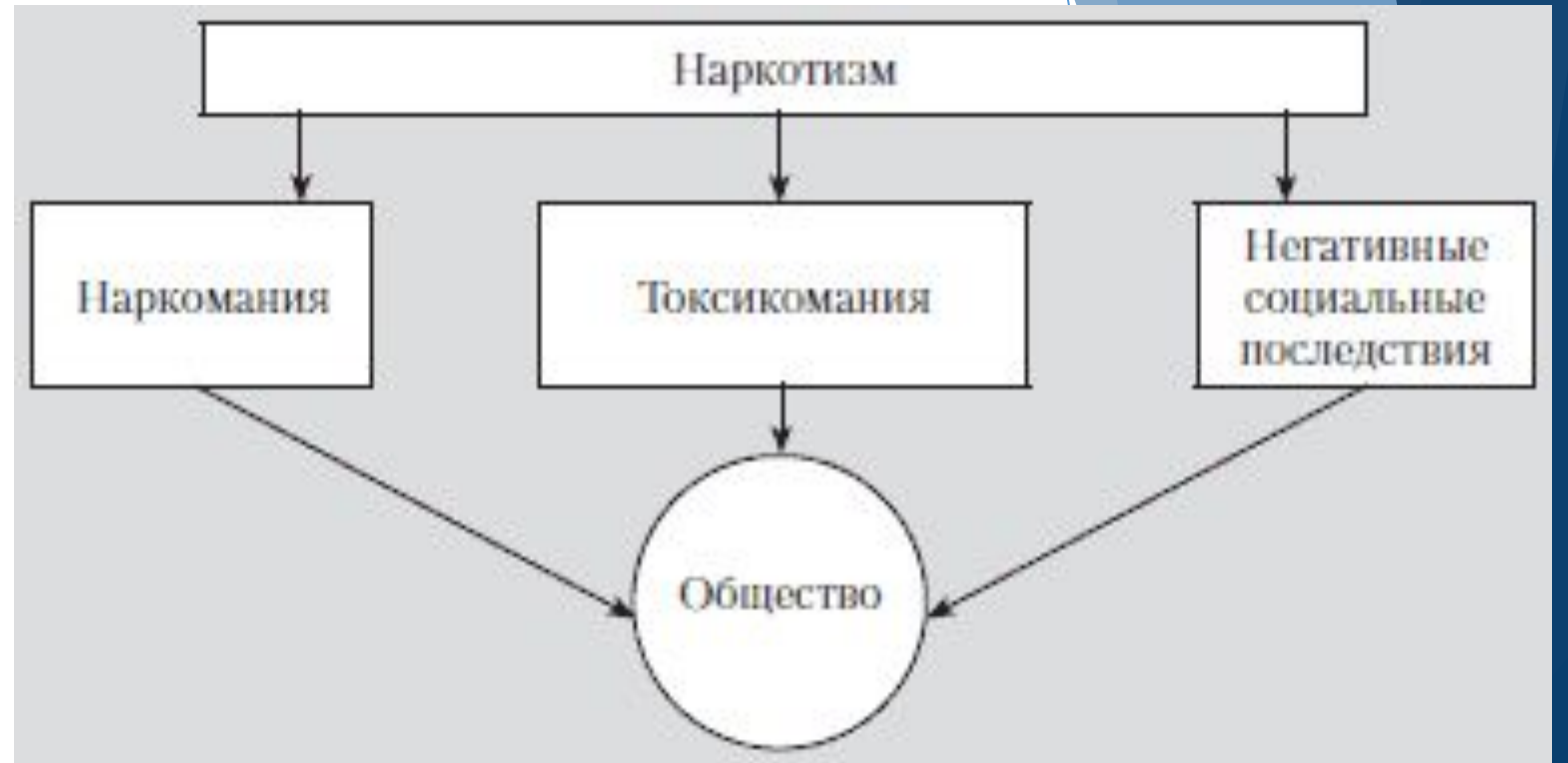 Наркотизм
Наркомания
Токсикомания
Негативные
социальные
последствия
Общество